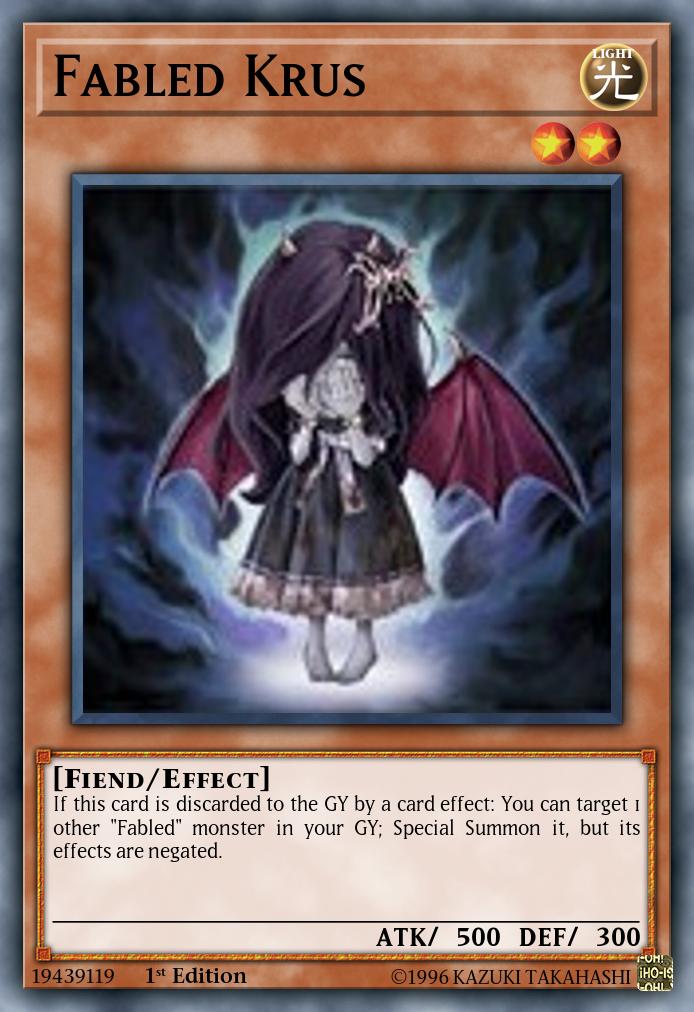 Fabled Krus
LIGHT
光
[Fiend/Effect]
If this card is discarded to the GY by a card effect: You can target 1
other "Fabled" monster in your GY; Special Summon it, but its
effects are negated.
ATK/ 500 DEF/ 300
19439119 1st Edition ©1996 KAZUKI TAKAHASHI